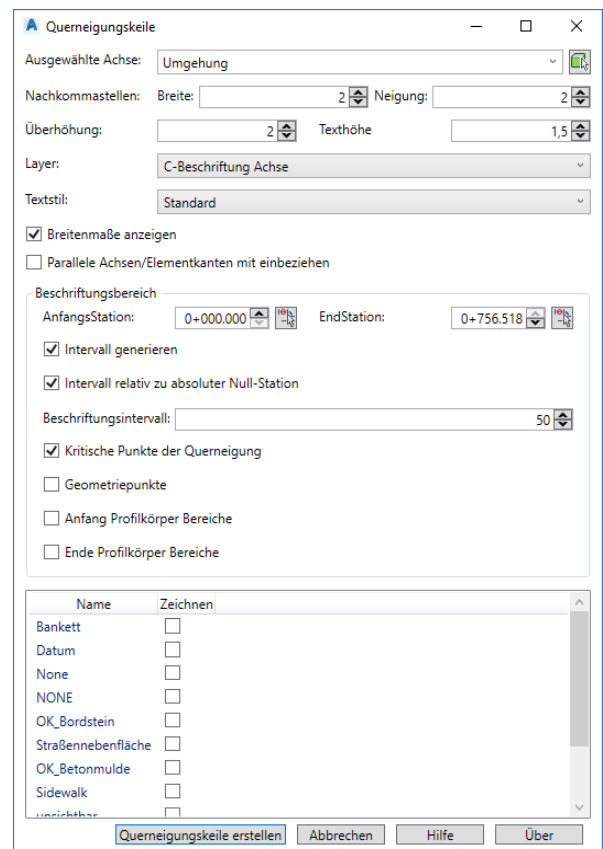 Querneigungskeile
Ausgewählte Achse: Umgehung
Nachkommastellen: Breite: 2 Neigung: 2
Überhöhung: 2 Texthöhe 1,5
Layer: C-Beschriftung Achse
Textstil: Standard
Breitenmaße anzeigen
Parallele Achsen/Elementkanten mit einbeziehen
Beschriftungsbereich
AnfangsStation: 0+000.000 EndStation: 0+756.518
Intervall generieren
Intervall relativ zu absoluter Null-Station
Beschriftungsintervall: 50
Kritische Punkte der Querneigung
Geometriepunkte
Anfang Profilkörper Bereiche
Ende Profilkörper Bereiche
Name Zeichnen
Bankett
Datum
None
NONE
OK_Bordstein
Straßennebenfläche
OK_Betonmulde
Sidewalk
unsichtbar
Querneigungskeile erstellen Abbrechen Hilfe Über